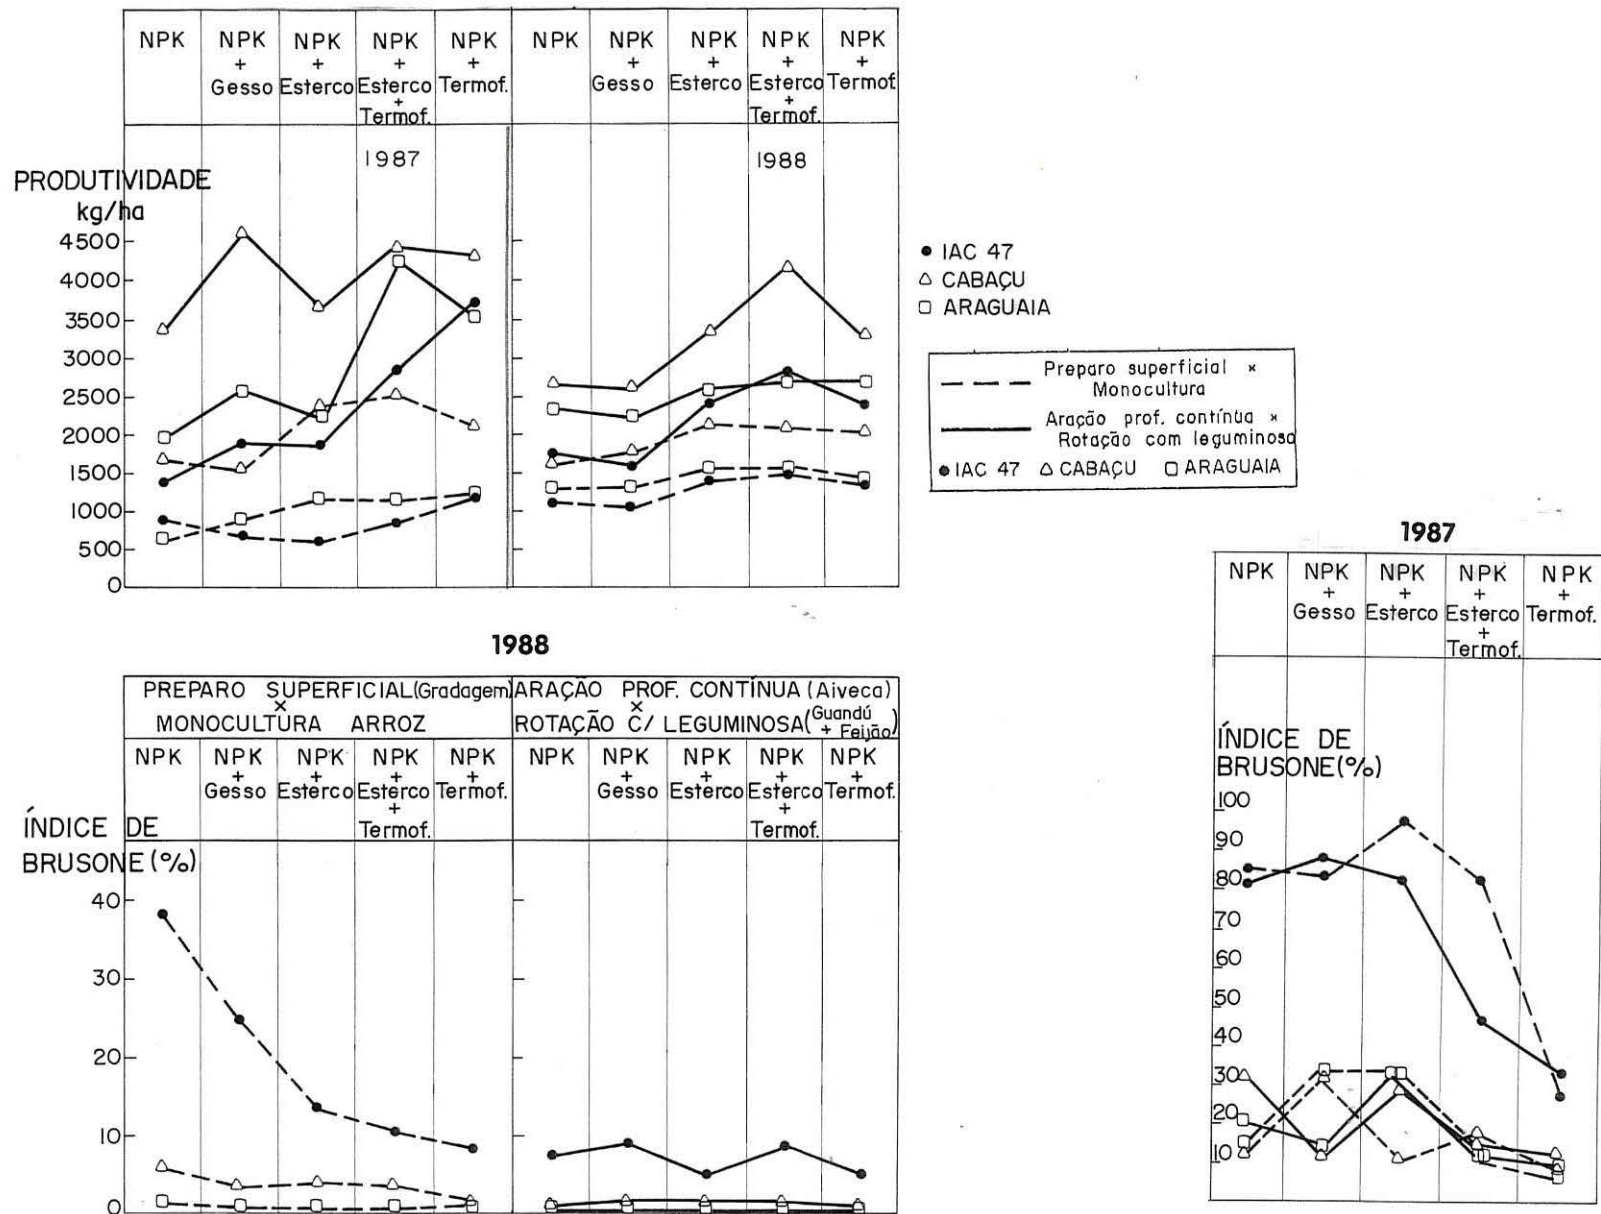 NPK NPK NPK NPK NPK NPK NPK NPK NPK NPK
+ + + + + + + +
Gesso Esterco Esterco Termof. Gesso Esterco Esterco Termof
+ +
Termof. Termof.
1987 1988
PRODUTIVIDADE
kg/ha
4500
4000
3500
3000
2500
2000
1500
1000
500
0
IAC 47
CABAÇU
ARAGUAIA
Preparo superficial ×
Monocultura
Aração prof. contínua ×
Rotação com leguminosa
IAC 47 CABAÇU ARAGUAIA
1988
PREPARO SUPERFICIAL (Gradagem) ARAÇÃO PROF. CONTÍNUA (Aiveca)
× ×
MONOCULTURA ARROZ ROTAÇÃO C/ LEGUMINOSA (Guandú + Feijão)
NPK NPK NPK NPK NPK NPK NPK NPK NPK NPK
+ + + + + + + +
Gesso Esterco Esterco Termof. Gesso Esterco Esterco Termof.
+ +
Termof. Termof.
ÍNDICE DE
BRUSONE (%)
40
30
20
10
0
1987
NPK NPK NPK NPK NPK
+ + + +
Gesso Esterco Esterco Termof.
+
Termof.
ÍNDICE DE
BRUSONE (%)
100
90
80
70
60
50
40
30
20
10